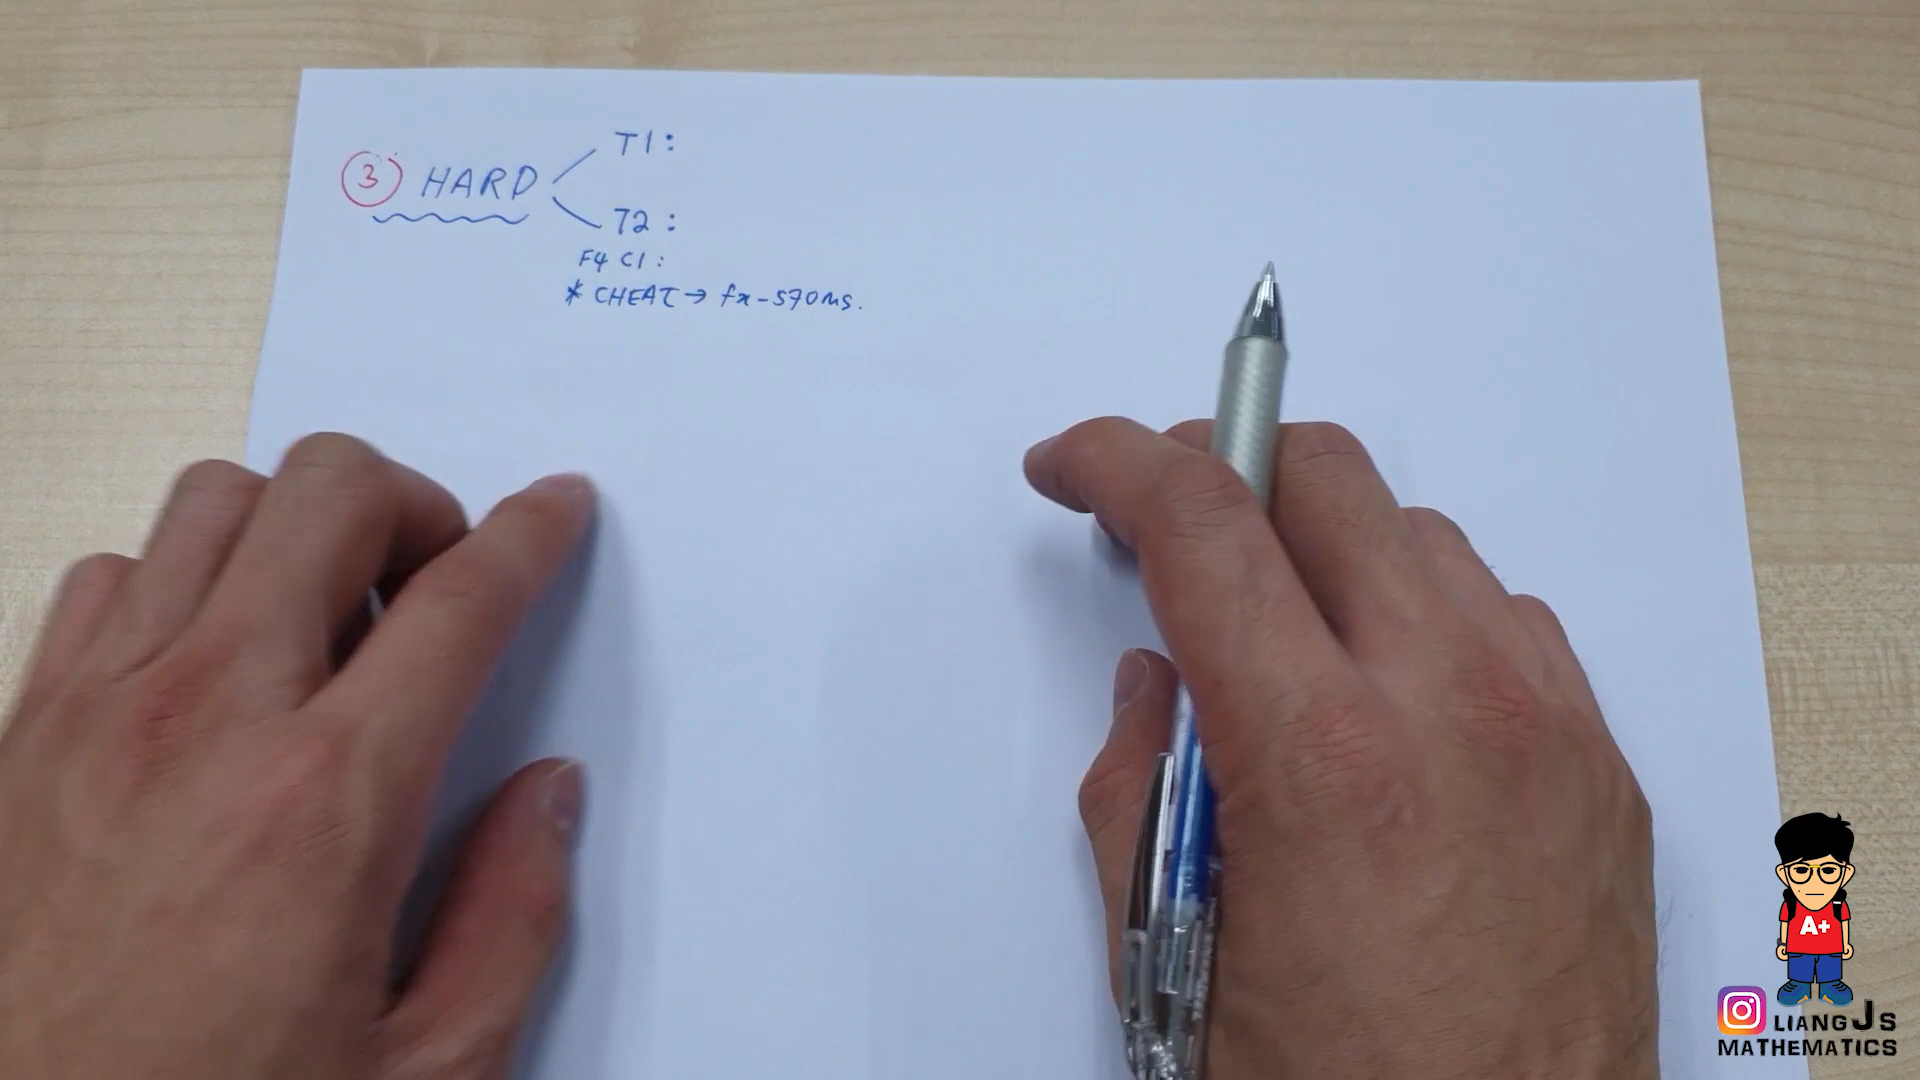 3 HARD
T1:
T2:
F4 C1:
* CHEAT → fx-570ms.
A+
LIANG JS
MATHEMATICS